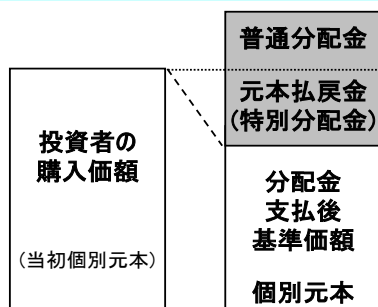 投資者の
購入価額
(当初個別元本)
普通分配金
元本払戻金
(特別分配金)
分配金
支払後
基準価額
個別元本